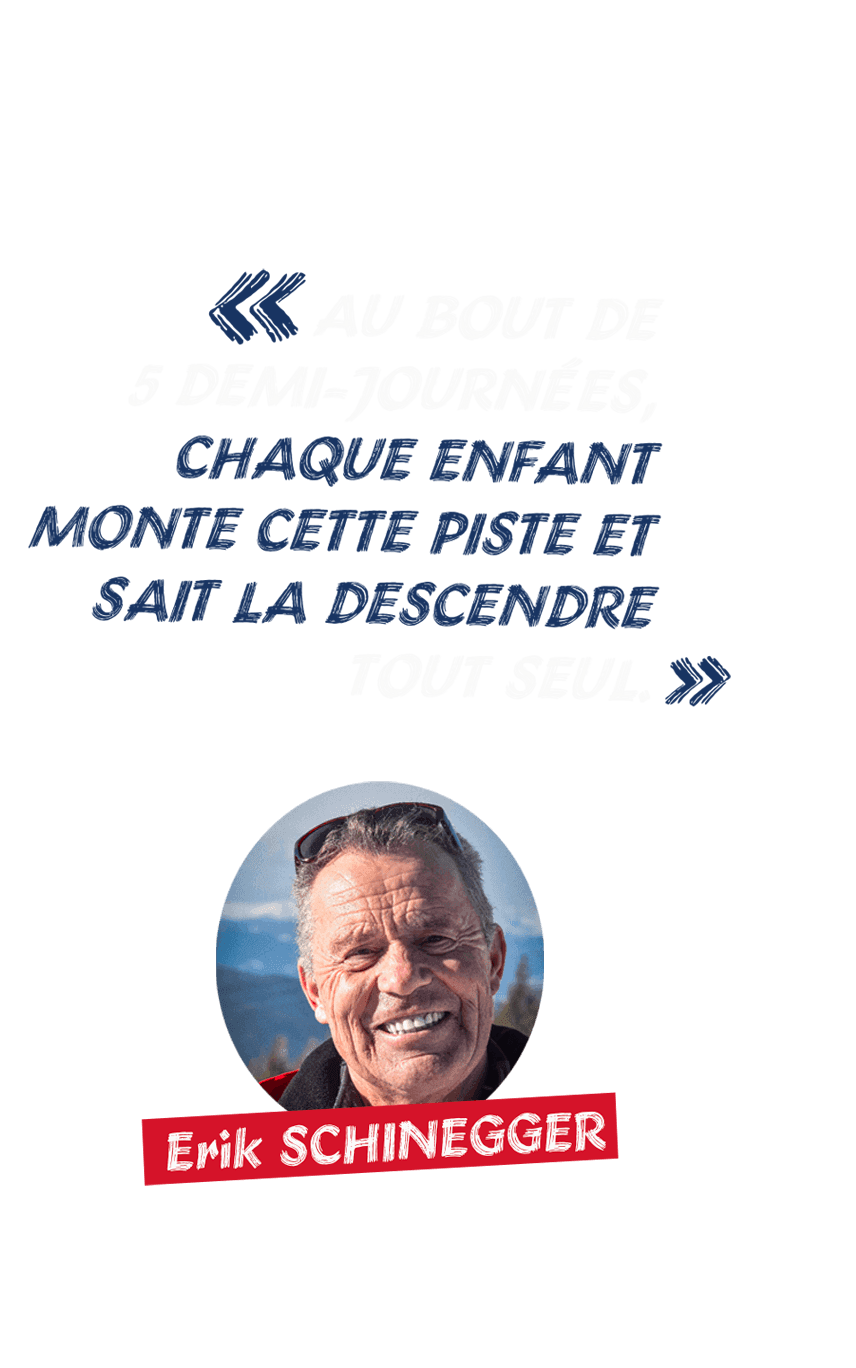 « AU BOUT DE
5 DEMI-JOURNÉES,
CHAQUE ENFANT
MONTE CETTE PISTE ET
SAIT LA DESCENDRE
TOUT SEUL. »
Erik SCHINEGGER